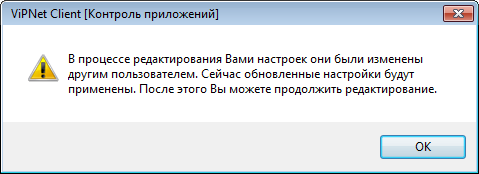 ViPNet Client [Контроль приложений]
В процессе редактирования Вами настроек они были изменены
другим пользователем. Сейчас обновленные настройки будут
применены. После этого Вы можете продолжить редактирование.
OK